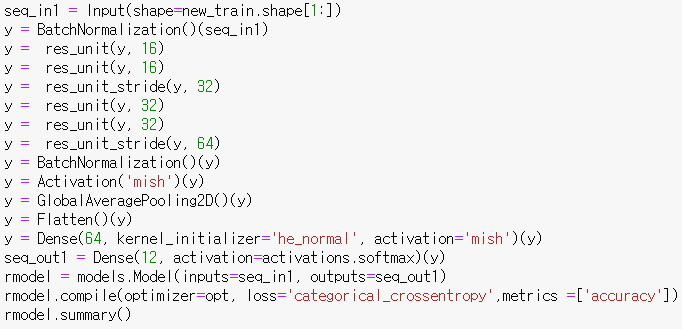 seq_in1 = Input(shape=new_train.shape[1:])
y = BatchNormalization()(seq_in1)
y =  res_unit(y, 16)
y =  res_unit(y, 16)
y =  res_unit_stride(y, 32)
y =  res_unit(y, 32)
y =  res_unit(y, 32)
y =  res_unit_stride(y, 64)
y = BatchNormalization()(y)
y = Activation('mish')(y)
y = GlobalAveragePooling2D()(y)
y = Flatten()(y)
y = Dense(64, kernel_initializer='he_normal', activation='mish')(y)
seq_out1 = Dense(12, activation=activations.softmax)(y)
rmodel = models.Model(inputs=seq_in1, outputs=seq_out1)
rmodel.compile(optimizer=opt, loss='categorical_crossentropy',metrics =['accuracy'])
rmodel.summary()